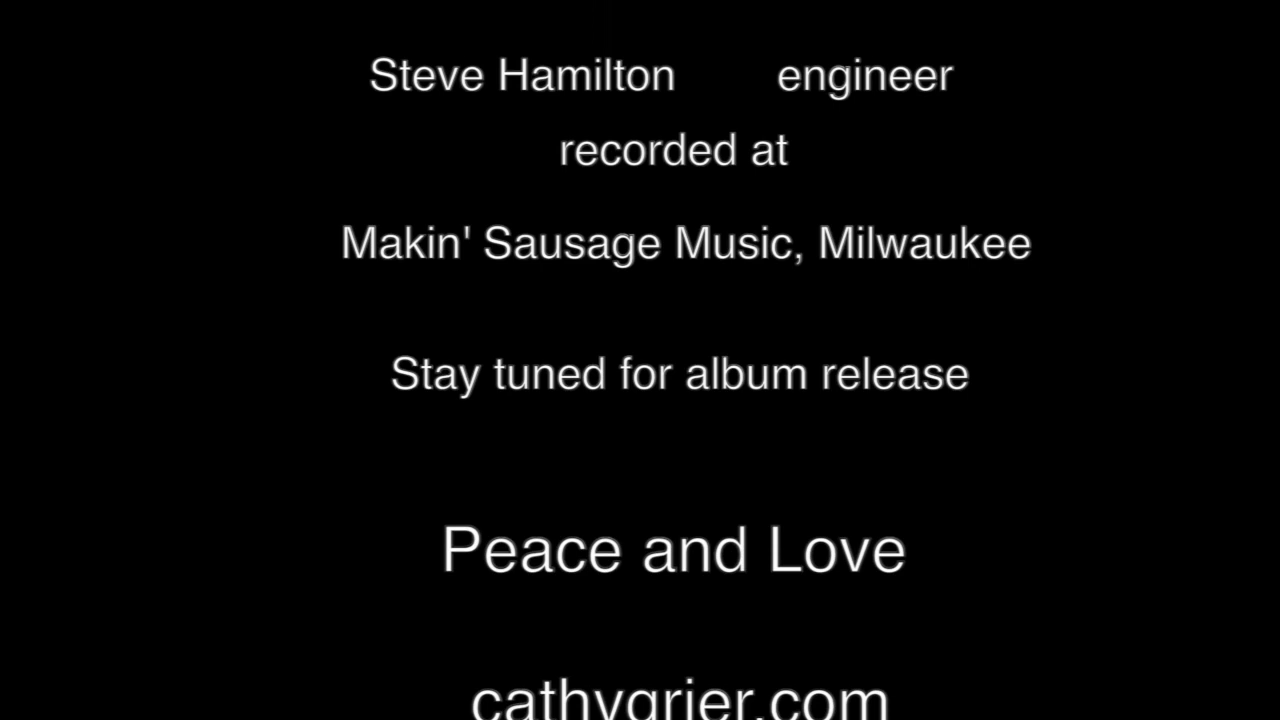 Steve Hamilton engineer
recorded at
Makin' Sausage Music, Milwaukee
Stay tuned for album release
Peace and Love
cathygrier.com